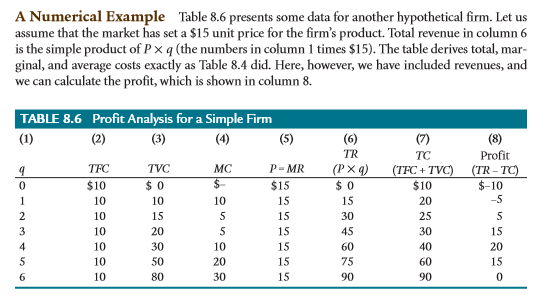 A Numerical Example Table 8.6 presents some data for another hypothetical firm. Let us
assume that the market has set a $15 unit price for the firm's product. Total revenue in column 6
is the simple product of P × q (the numbers in column 1 times $15). The table derives total, mar-
ginal, and average costs exactly as Table 8.4 did. Here, however, we have included revenues, and
we can calculate the profit, which is shown in column 8.
TABLE 8.6 Profit Analysis for a Simple Firm
(1) (2) (3) (4) (5) (6) (7) (8)
TR TC Profit
q TFC TVC MC P = MR (P × q) (TFC + TVC) (TR – TC)
0 $10 $ 0 $– $15 $ 0 $10 $–10
1 10 10 10 15 15 20 -5
2 10 15 5 15 30 25 5
3 10 20 5 15 45 30 15
4 10 30 10 15 60 40 20
5 10 50 20 15 75 60 15
6 10 80 30 15 90 90 0